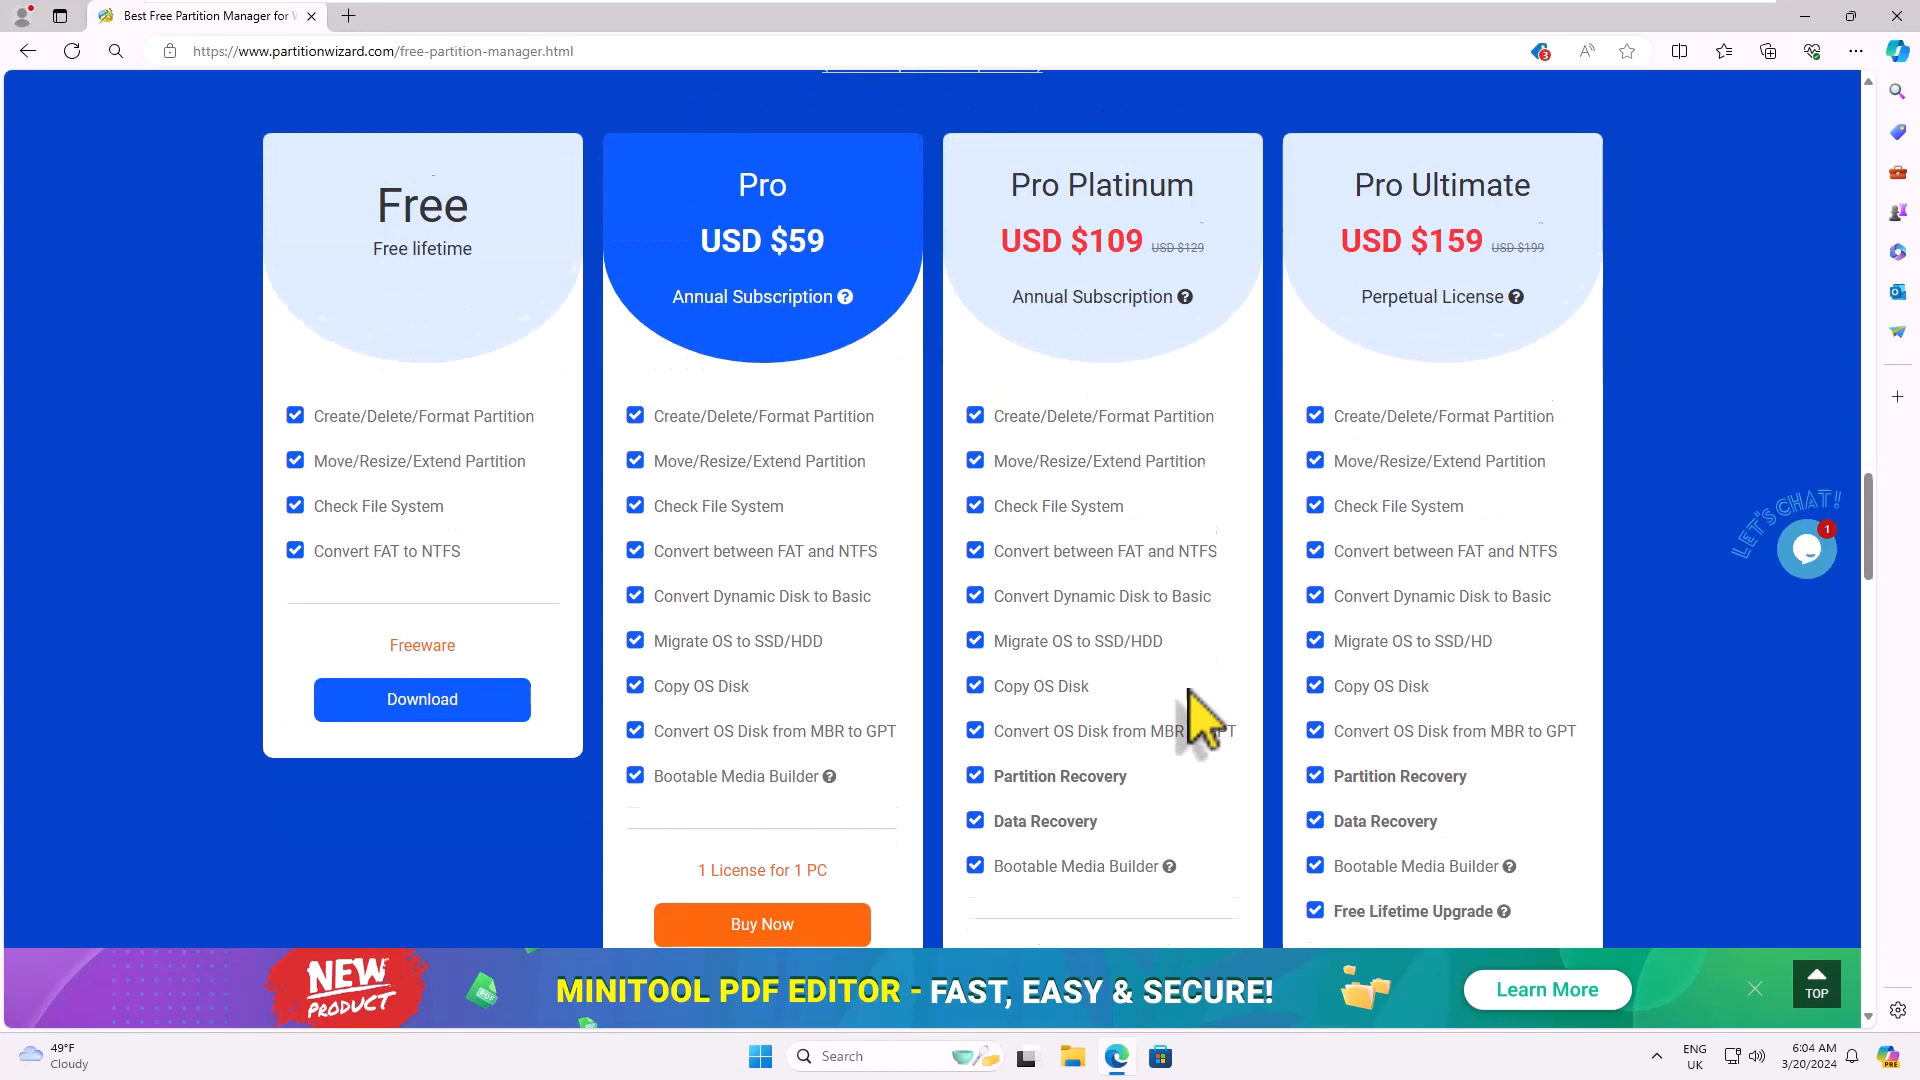 Best Free Partition Manager for
https://www.partitionwizard.com/free-partition-manager.html
3
Free
Free lifetime
Create/Delete/Format Partition
Move/Resize/Extend Partition
Check File System
Convert FAT to NTFS
Freeware
Download
Pro
USD $59
Annual Subscription
Create/Delete/Format Partition
Move/Resize/Extend Partition
Check File System
Convert between FAT and NTFS
Convert Dynamic Disk to Basic
Migrate OS to SSD/HDD
Copy OS Disk
Convert OS Disk from MBR to GPT
Bootable Media Builder
1 License for 1 PC
Buy Now
Pro Platinum
USD $109 USD $129
Annual Subscription
Create/Delete/Format Partition
Move/Resize/Extend Partition
Check File System
Convert between FAT and NTFS
Convert Dynamic Disk to Basic
Migrate OS to SSD/HDD
Copy OS Disk
Convert OS Disk from MBR
Partition Recovery
Data Recovery
Bootable Media Builder
Pro Ultimate
USD $159 USD $199
Perpetual License
Create/Delete/Format Partition
Move/Resize/Extend Partition
Check File System
Convert between FAT and NTFS
Convert Dynamic Disk to Basic
Migrate OS to SSD/HD
Copy OS Disk
Convert OS Disk from MBR to GPT
Partition Recovery
Data Recovery
Bootable Media Builder
Free Lifetime Upgrade
LET'S CHAT!
1
NEW
PRODUCT
PDF
MINITOOL PDF EDITOR - FAST, EASY & SECURE!
Learn More
TOP
49°F
Cloudy
Search
ENG
UK
6:04 AM
3/20/2024
PRE